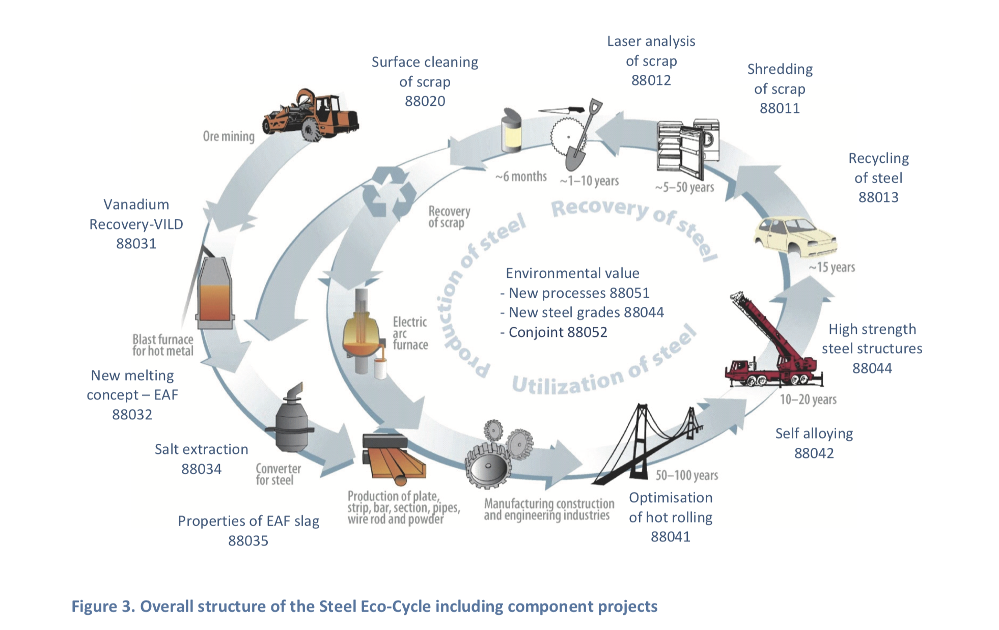 Laser analysis
of scrap
88012
Surface cleaning
of scrap
88020
Shredding
of scrap
88011
Ore mining
Recycling
of steel
88013
~6 months
~1–10 years
~5–50 years
Vanadium
Recovery-VILD
88031
Recovery
of scrap
Recovery of steel
Production of steel
Utilization of steel
~15 years
Environmental value
- New processes 88051
- New steel grades 88044
- Conjoint 88052
Electric
arc
furnace
High strength
steel structures
88044
Blast furnace
for hot metal
New melting
concept – EAF
88032
10–20 years
Self alloying
88042
Salt extraction
88034
Converter
for steel
50–100 years
Production of plate,
strip, bar, section, pipes,
wire rod and powder
Manufacturing construction
and engineering industries
Optimisation
of hot rolling
88041
Properties of EAF slag
88035
Figure 3. Overall structure of the Steel Eco-Cycle including component projects